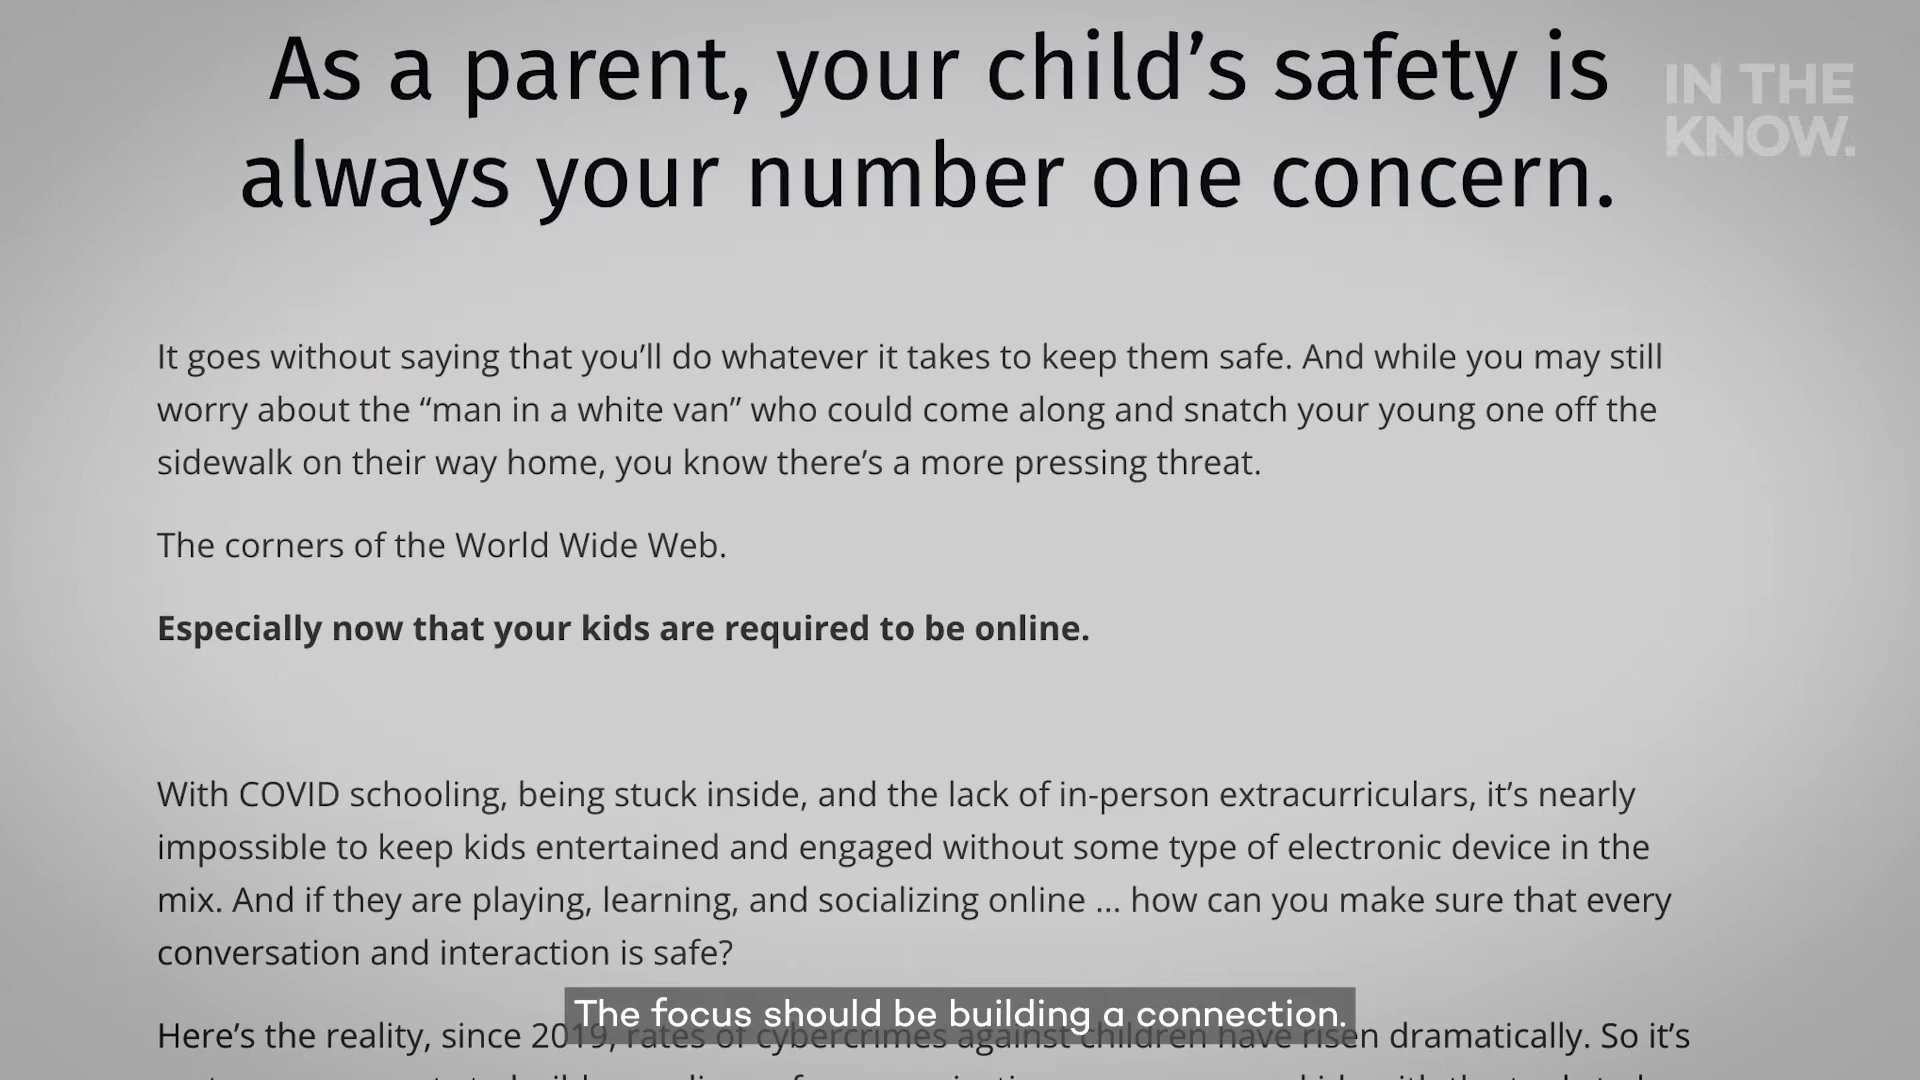 As a parent, your child’s safety is
always your number one concern.
IN THE
KNOW.
It goes without saying that you’ll do whatever it takes to keep them safe. And while you may still
worry about the “man in a white van” who could come along and snatch your young one off the
sidewalk on their way home, you know there’s a more pressing threat.
The corners of the World Wide Web.
Especially now that your kids are required to be online.
With COVID schooling, being stuck inside, and the lack of in-person extracurriculars, it’s nearly
impossible to keep kids entertained and engaged without some type of electronic device in the
mix. And if they are playing, learning, and socializing online ... how can you make sure that every
conversation and interaction is safe?
The focus should be building a connection.
Here’s the reality, since 2019, rates of cybercrimes against children have risen dramatically. So it’s